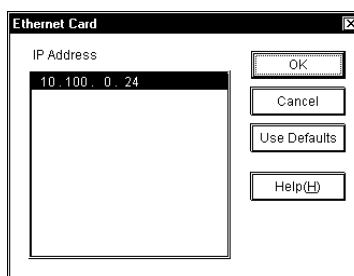 Ethernet Card
IP Address
10.100. 0. 24
OK
Cancel
Use Defaults
Help(H)